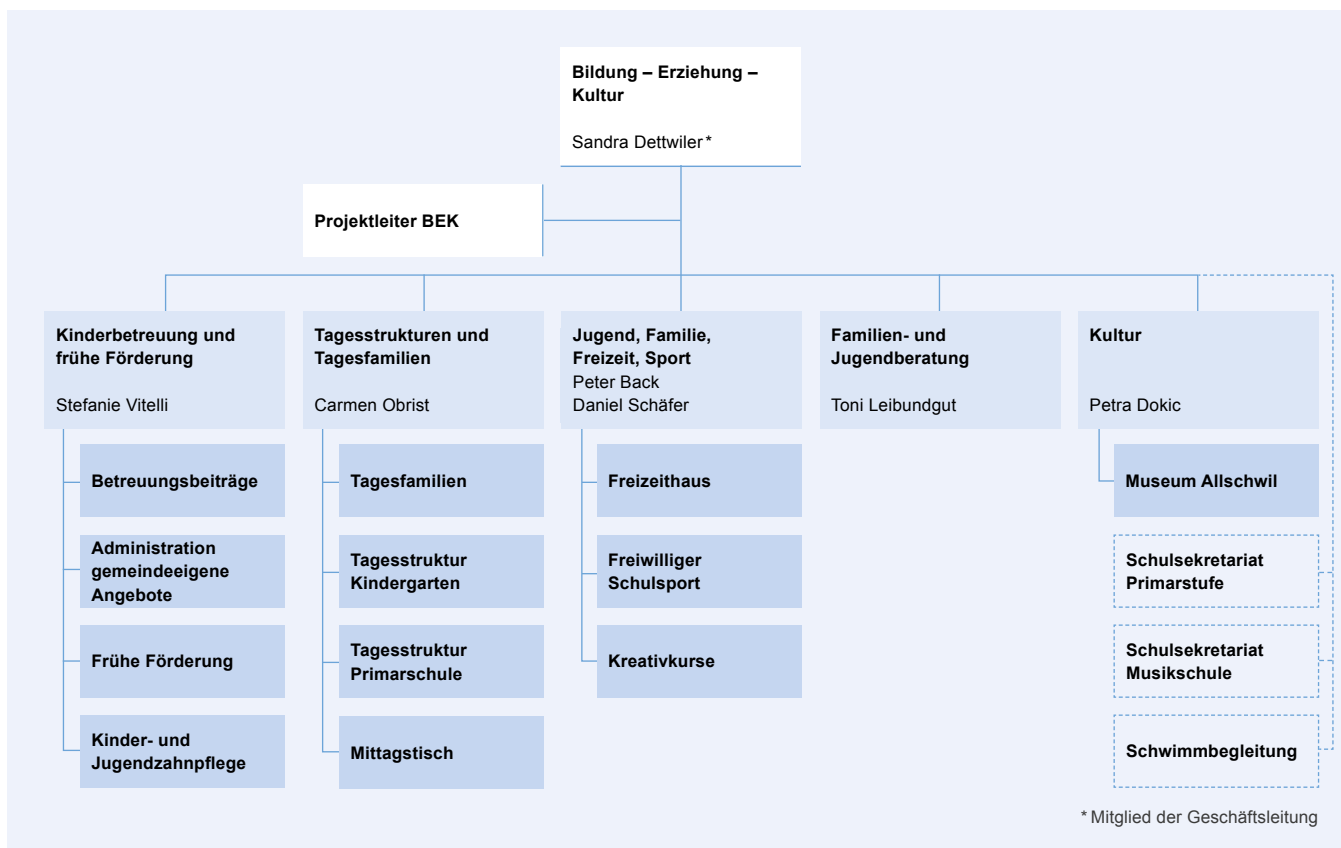 Bildung – Erziehung –
Kultur
Sandra Dettwiler *
Projektleiter BEK
Kinderbetreuung und
frühe Förderung
Stefanie Vitelli
Betreuungsbeiträge
Administration
gemeindeeigene
Angebote
Frühe Förderung
Kinder- und
Jugendzahnpflege
Tagesstrukturen und
Tagesfamilien
Carmen Obrist
Tagesfamilien
Tagesstruktur
Kindergarten
Tagesstruktur
Primarschule
Mittagstisch
Jugend, Familie,
Freizeit, Sport
Peter Back
Daniel Schäfer
Freizeithaus
Freiwilliger
Schulsport
Kreativkurse
Familien- und
Jugendberatung
Toni Leibundgut
Kultur
Petra Dokic
Museum Allschwil
Schulsekretariat
Primarstufe
Schulsekretariat
Musikschule
Schwimmbegleitung
* Mitglied der Geschäftsleitung